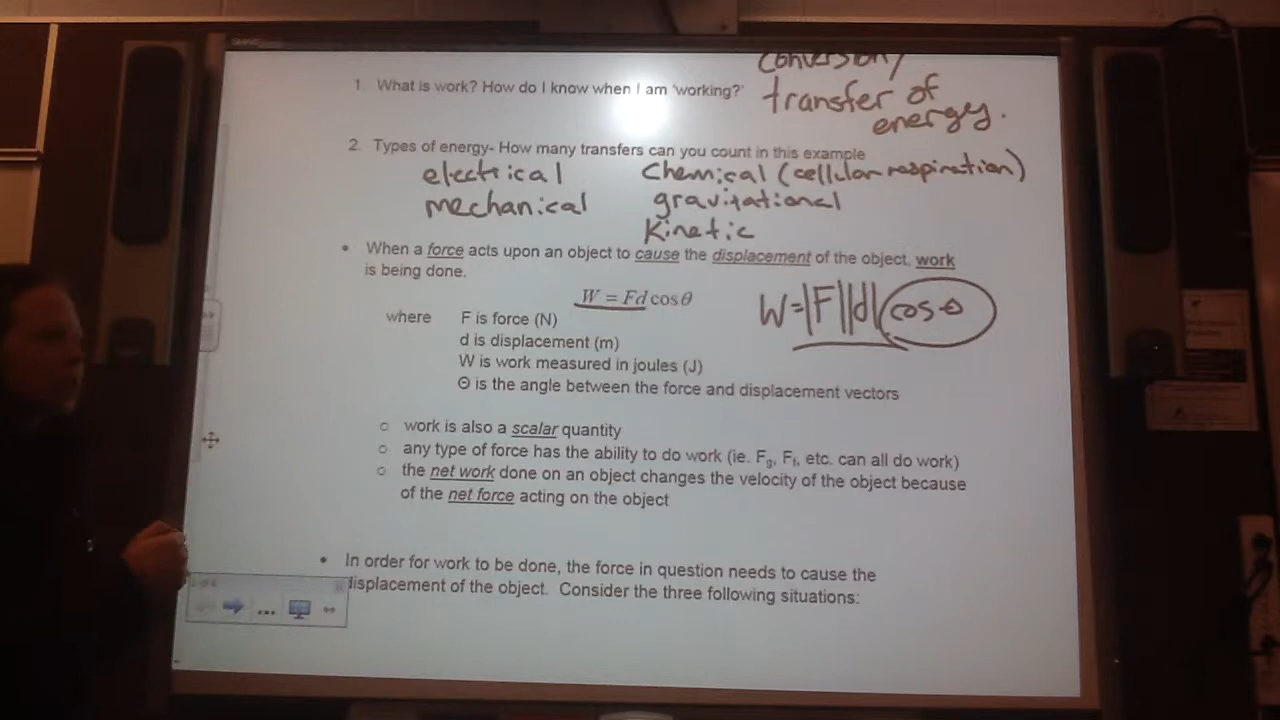 conversion/
1. What is work? How do I know when I am 'working?'
transfer of
energy.
2. Types of energy- How many transfers can you count in this example
electrical Chemical (cellular respiration)
mechanical gravitational
Kinetic
• When a force acts upon an object to cause the displacement of the object, work
is being done.
W = Fd cosθ
W=|F||d|cosθ
where F is force (N)
d is displacement (m)
W is work measured in joules (J)
Θ is the angle between the force and displacement vectors
○ work is also a scalar quantity
○ any type of force has the ability to do work (ie. Fg, Ff, etc. can all do work)
○ the net work done on an object changes the velocity of the object because
of the net force acting on the object
• In order for work to be done, the force in question needs to cause the
displacement of the object. Consider the three following situations: